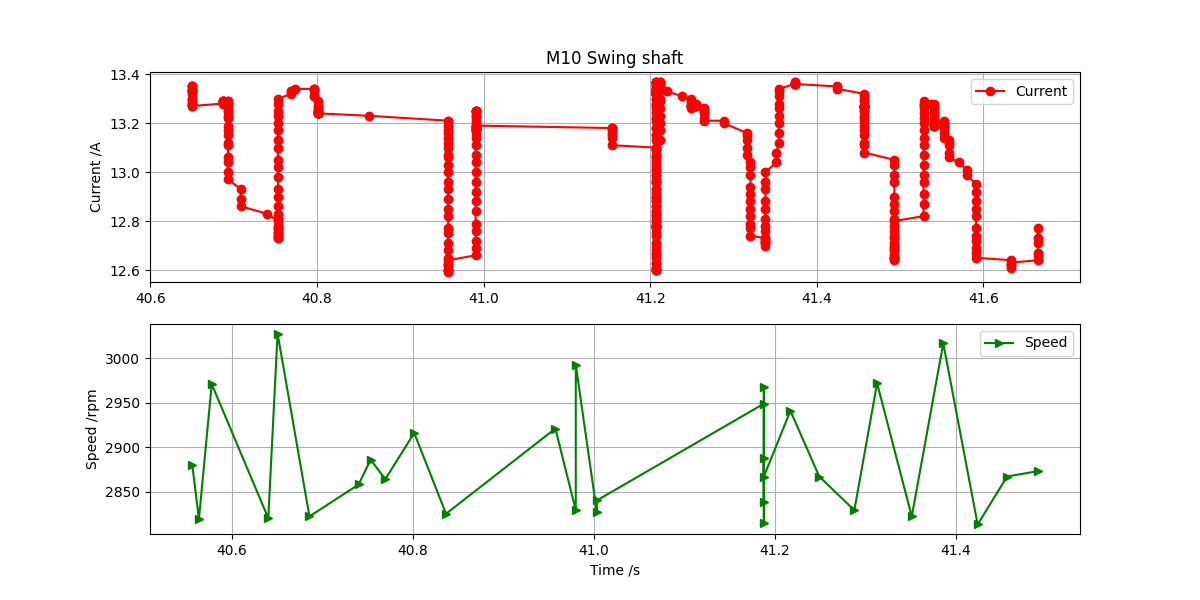 M10 Swing shaft
Current /A
13.4
13.2
13.0
12.8
12.6
Current
40.6 40.8 41.0 41.2 41.4 41.6
Speed /rpm
3000
2950
2900
2850
Speed
40.6 40.8 41.0 41.2 41.4
Time /s